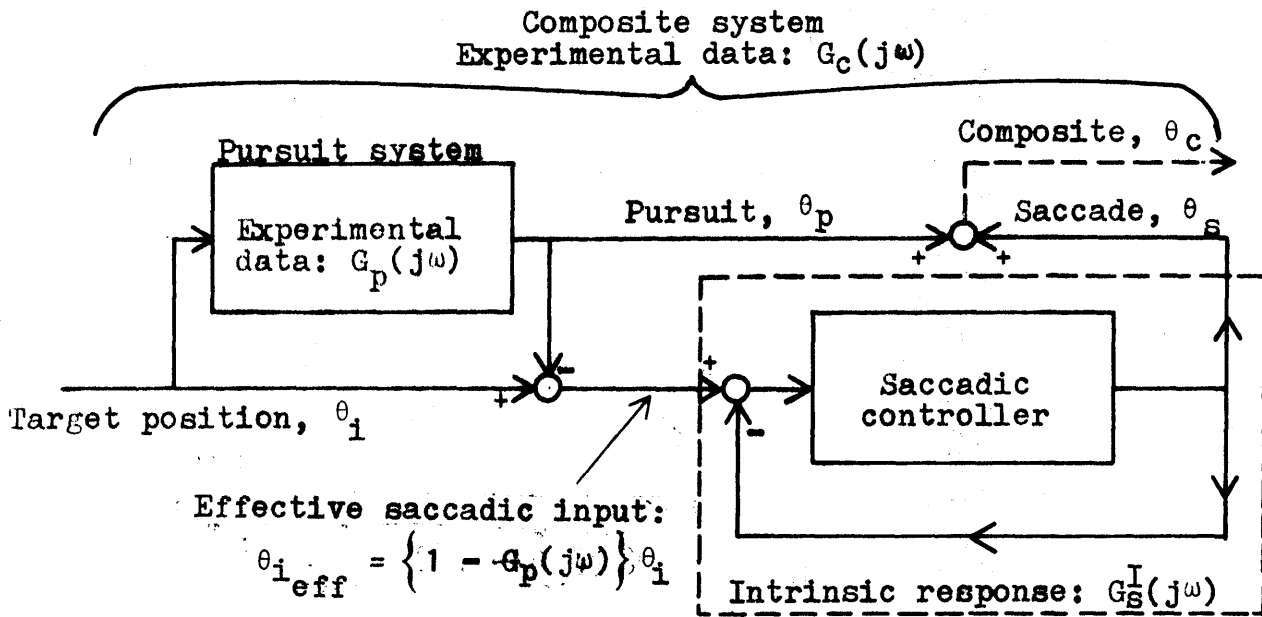 Composite system
Experimental data: G_c(jω)
Composite, θ_c
Pursuit system
Experimental
data: G_p(jω)
Pursuit, θ_p
Saccade, θ_s
+
+
-
+
+
-
Target position, θ_i
Saccadic
controller
Effective saccadic input:
θ_i_eff = {1 - G_p(jω)}θ_i
Intrinsic response: G_S^I(jω)